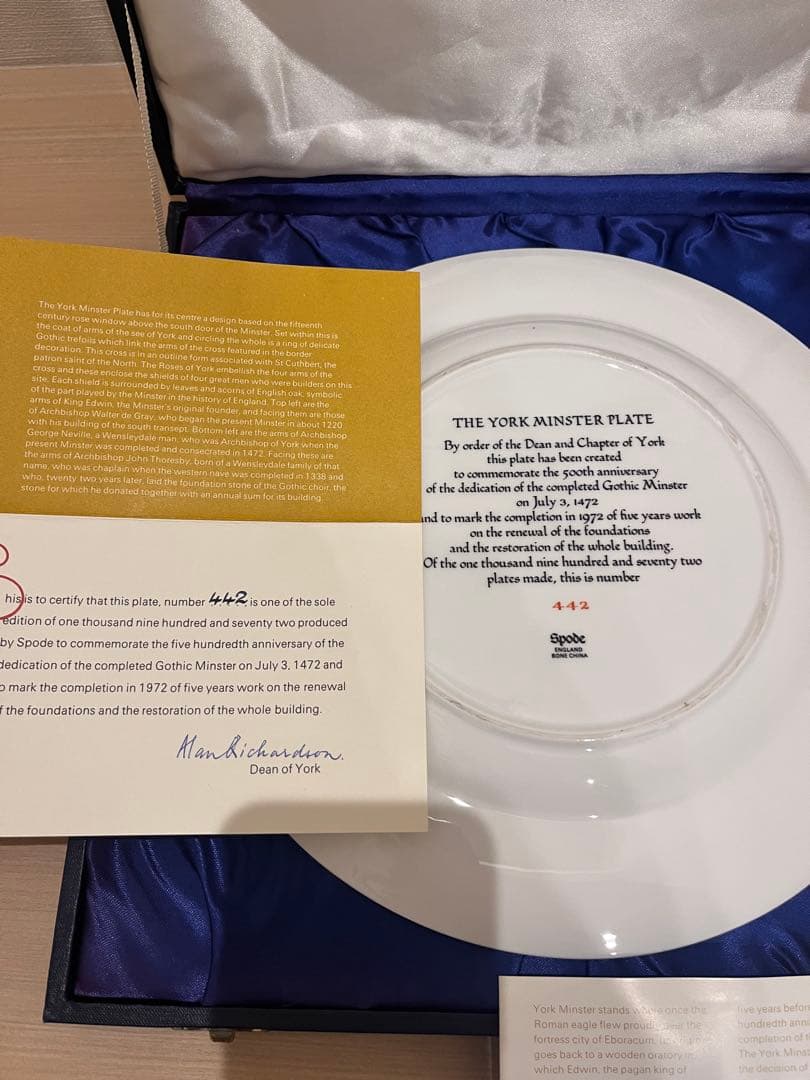 The York Minster Plate has for its centre a design based on the fifteenth
century rose window above the south door of the Minster. Set within this is
the coat of arms of the see of York and circling the whole is a ring of delicate
Gothic trefoils which link the arms of the cross featured in the border
decoration. This cross is in an outline form associated with St Cuthbert, the
patron saint of the North. The Roses of York embellish the four arms of the
cross and these enclose the shields of four great men who were builders on this
site. Each shield is surrounded by leaves and acorns of English oak, symbolic
of the part played by the Minster in the history of England. Top left are the
arms of King Edwin, the Minster's original founder, and facing them are those
of Archbishop Walter de Gray, who began the present Minster in about 1220
with his building of the south transept. Bottom left are the arms of Archbishop
George Neville, a Wensleydale man, who was Archbishop of York when the
present Minster was completed and consecrated in 1472. Facing these are
the arms of Archbishop John Thoresby, born of a Wensleydale family of that
name, who was chaplain when the western nave was completed in 1338 and
who, twenty two years later, laid the foundation stone of the Gothic choir, the
stone for which he donated together with an annual sum for its building.
his is to certify that this plate, number 442 is one of the sole
edition of one thousand nine hundred and seventy two produced
by Spode to commemorate the five hundredth anniversary of the
dedication of the completed Gothic Minster on July 3, 1472 and
o mark the completion in 1972 of five years work on the renewal
f the foundations and the restoration of the whole building.
Alan Richardson.
Dean of York
THE YORK MINSTER PLATE
By order of the Dean and Chapter of York
this plate has been created
to commemorate the 500th anniversary
of the dedication of the completed Gothic Minster
on July 3, 1472
and to mark the completion in 1972 of five years work
on the renewal of the foundations
and the restoration of the whole building.
Of the one thousand nine hundred and seventy two
plates made, this is number
442
Spode
ENGLAND
BONE CHINA
York Minster stands where once the
Roman eagle flew proudly over the
fortress city of Eboracum.
goes back to a wooden oratory in
which Edwin, the pagan king of
five years befor
hundredth anni
completion of t
The York Minst
the decision o